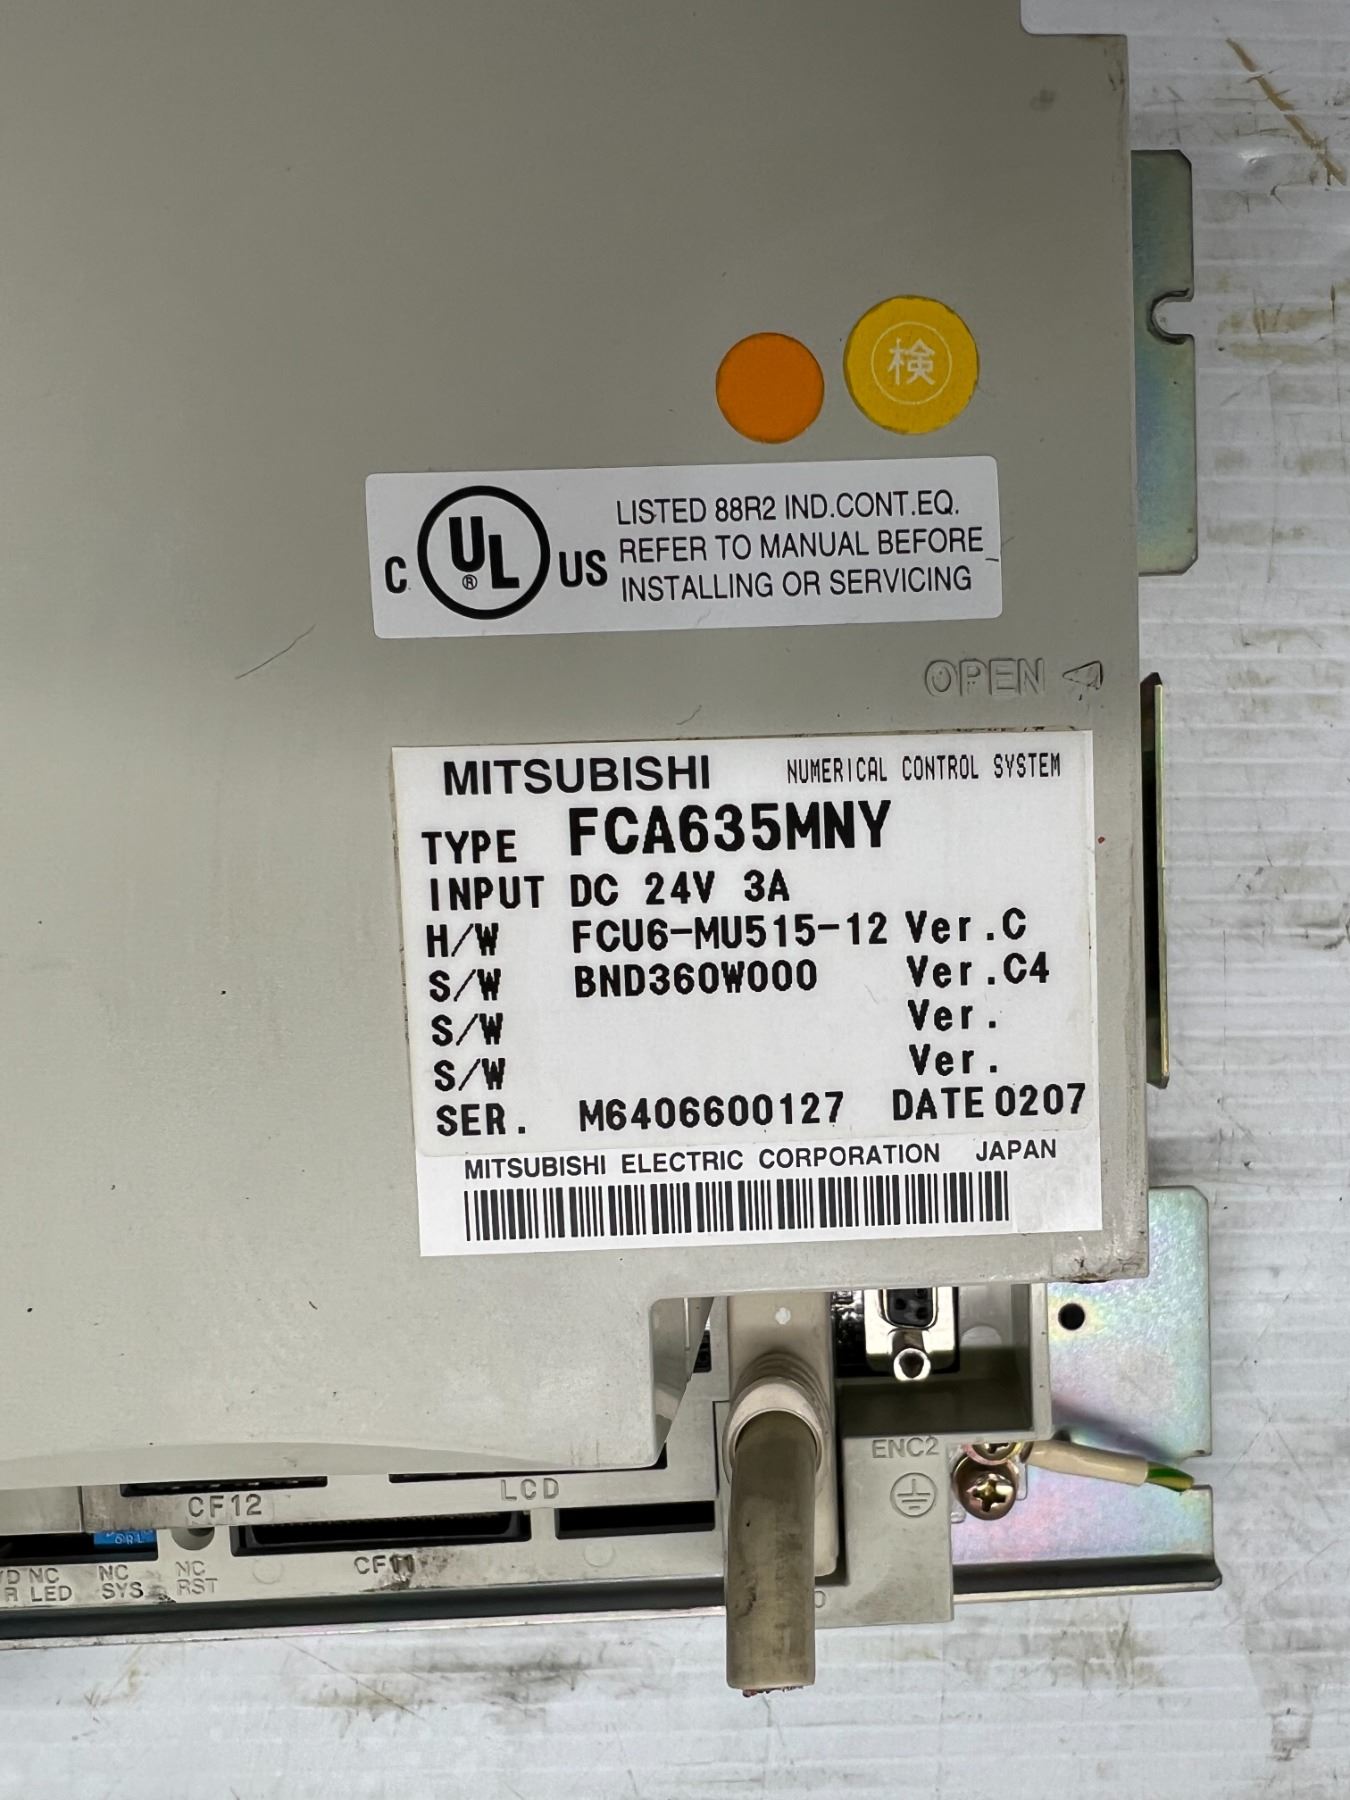 検
C UL ® US
LISTED 88R2 IND.CONT.EQ.
REFER TO MANUAL BEFORE
INSTALLING OR SERVICING
OPEN
MITSUBISHI NUMERICAL CONTROL SYSTEM
TYPE FCA635MNY
INPUT DC 24V 3A
H/W FCU6-MU515-12 Ver.C
S/W BND360W000 Ver.C4
S/W Ver.
S/W Ver.
SER. M6406600127 DATE 0207
MITSUBISHI ELECTRIC CORPORATION JAPAN
ENC2
LCD
CF12
CF11
NC
LED
NC
SYS
NC
RST